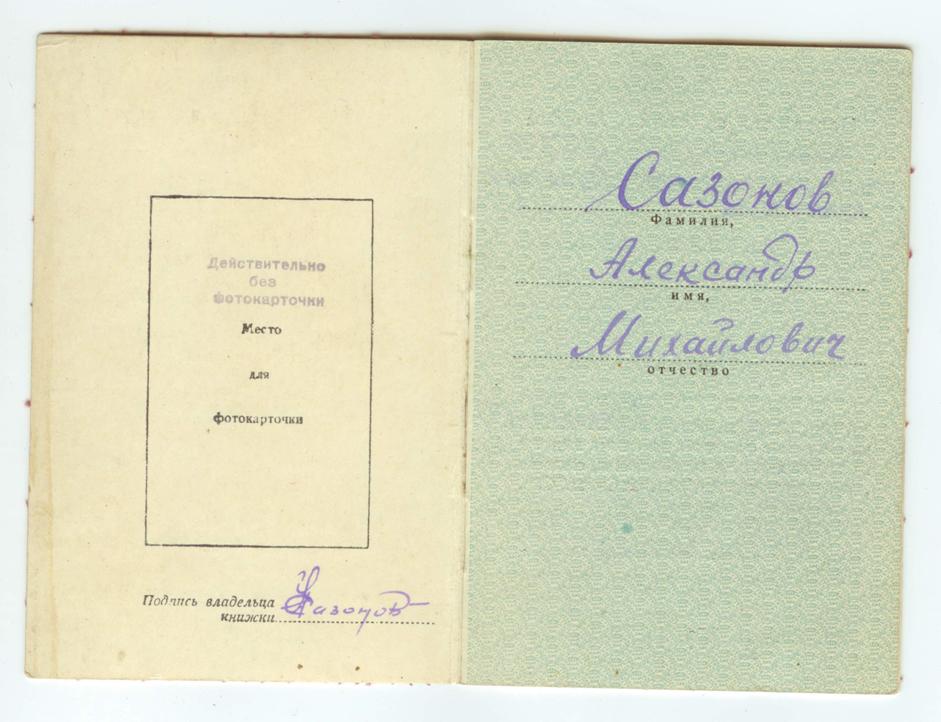 Действительно
без
фотокарточки
Место
для
фотокарточки
Подпись владельца
книжки Сазонов
Сазонов
Фамилия,
Александр
имя,
Михайлович
отчество